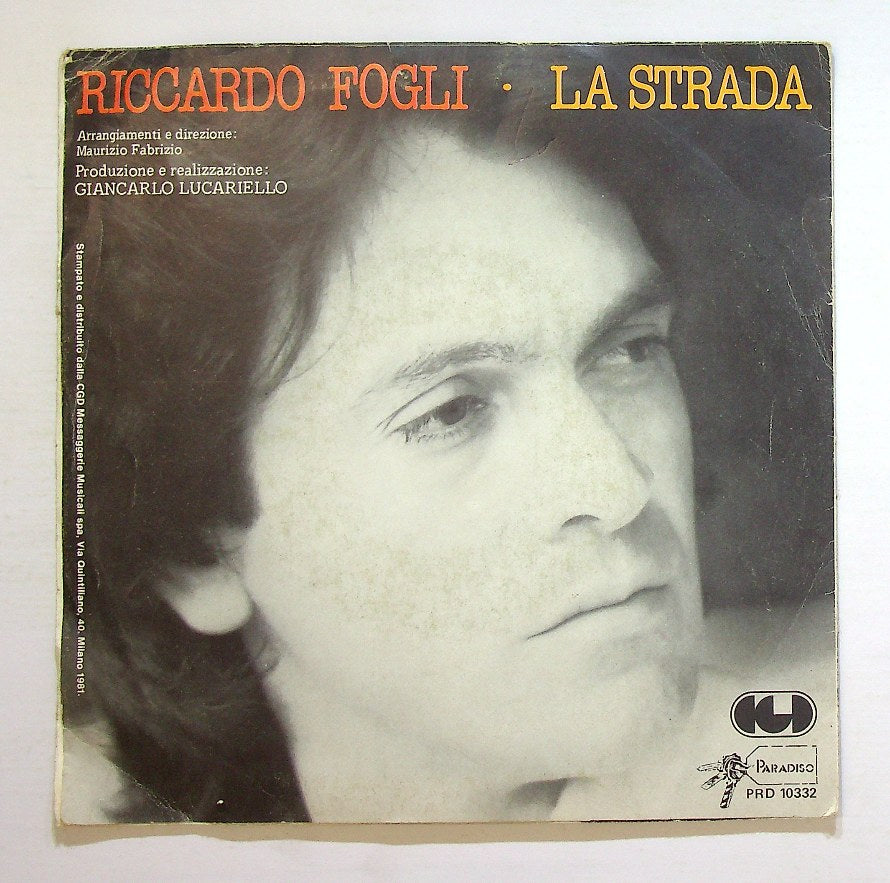 RICCARDO FOGLI · LA STRADA
Arrangiamenti e direzione:
Maurizio Fabrizio
Produzione e realizzazione:
GIANCARLO LUCARIELLO
Stampato e distribuito dalla CGD Messaggerie Musicali spa, Via Quintiliano, 40. Milano 1981.
CGD
PARADISO
PRD 10332